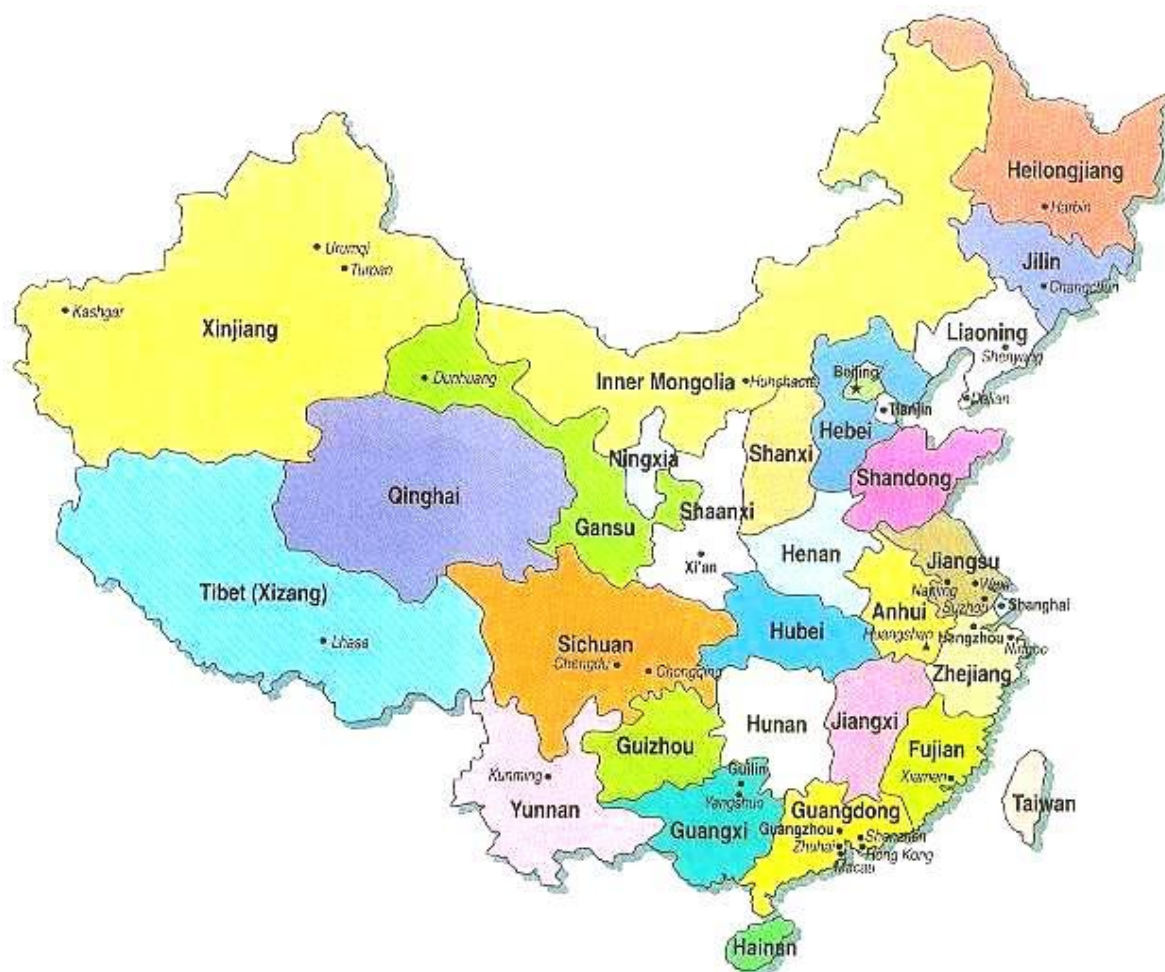 Heilongjiang
Harbin
Urumqi
Turpan
Jilin
Changchun
Kashgar
Xinjiang
Liaoning
Shenyang
Beijing
Dunhuang
Inner Mongolia
Dalian
Tianjin
Hebei
Ningxia
Shanxi
Shandong
Qinghai
Shaanxi
Gansu
Henan
Jiangsu
Xi'an
Nanjing
Tibet (Xizang)
Suzhou
Shanghai
Anhui
Hubei
Huangshan
Hangzhou
Ningbo
Lhasa
Sichuan
Chengdu
Chongqing
Zhejiang
Hunan
Jiangxi
Guizhou
Fujian
Guilin
Kunming
Xiamen
Yangshuo
Yunnan
Guangdong
Taiwan
Guangxi
Guangzhou
Shenzhen
Zhuhai
Hong Kong
Macau
Hainan